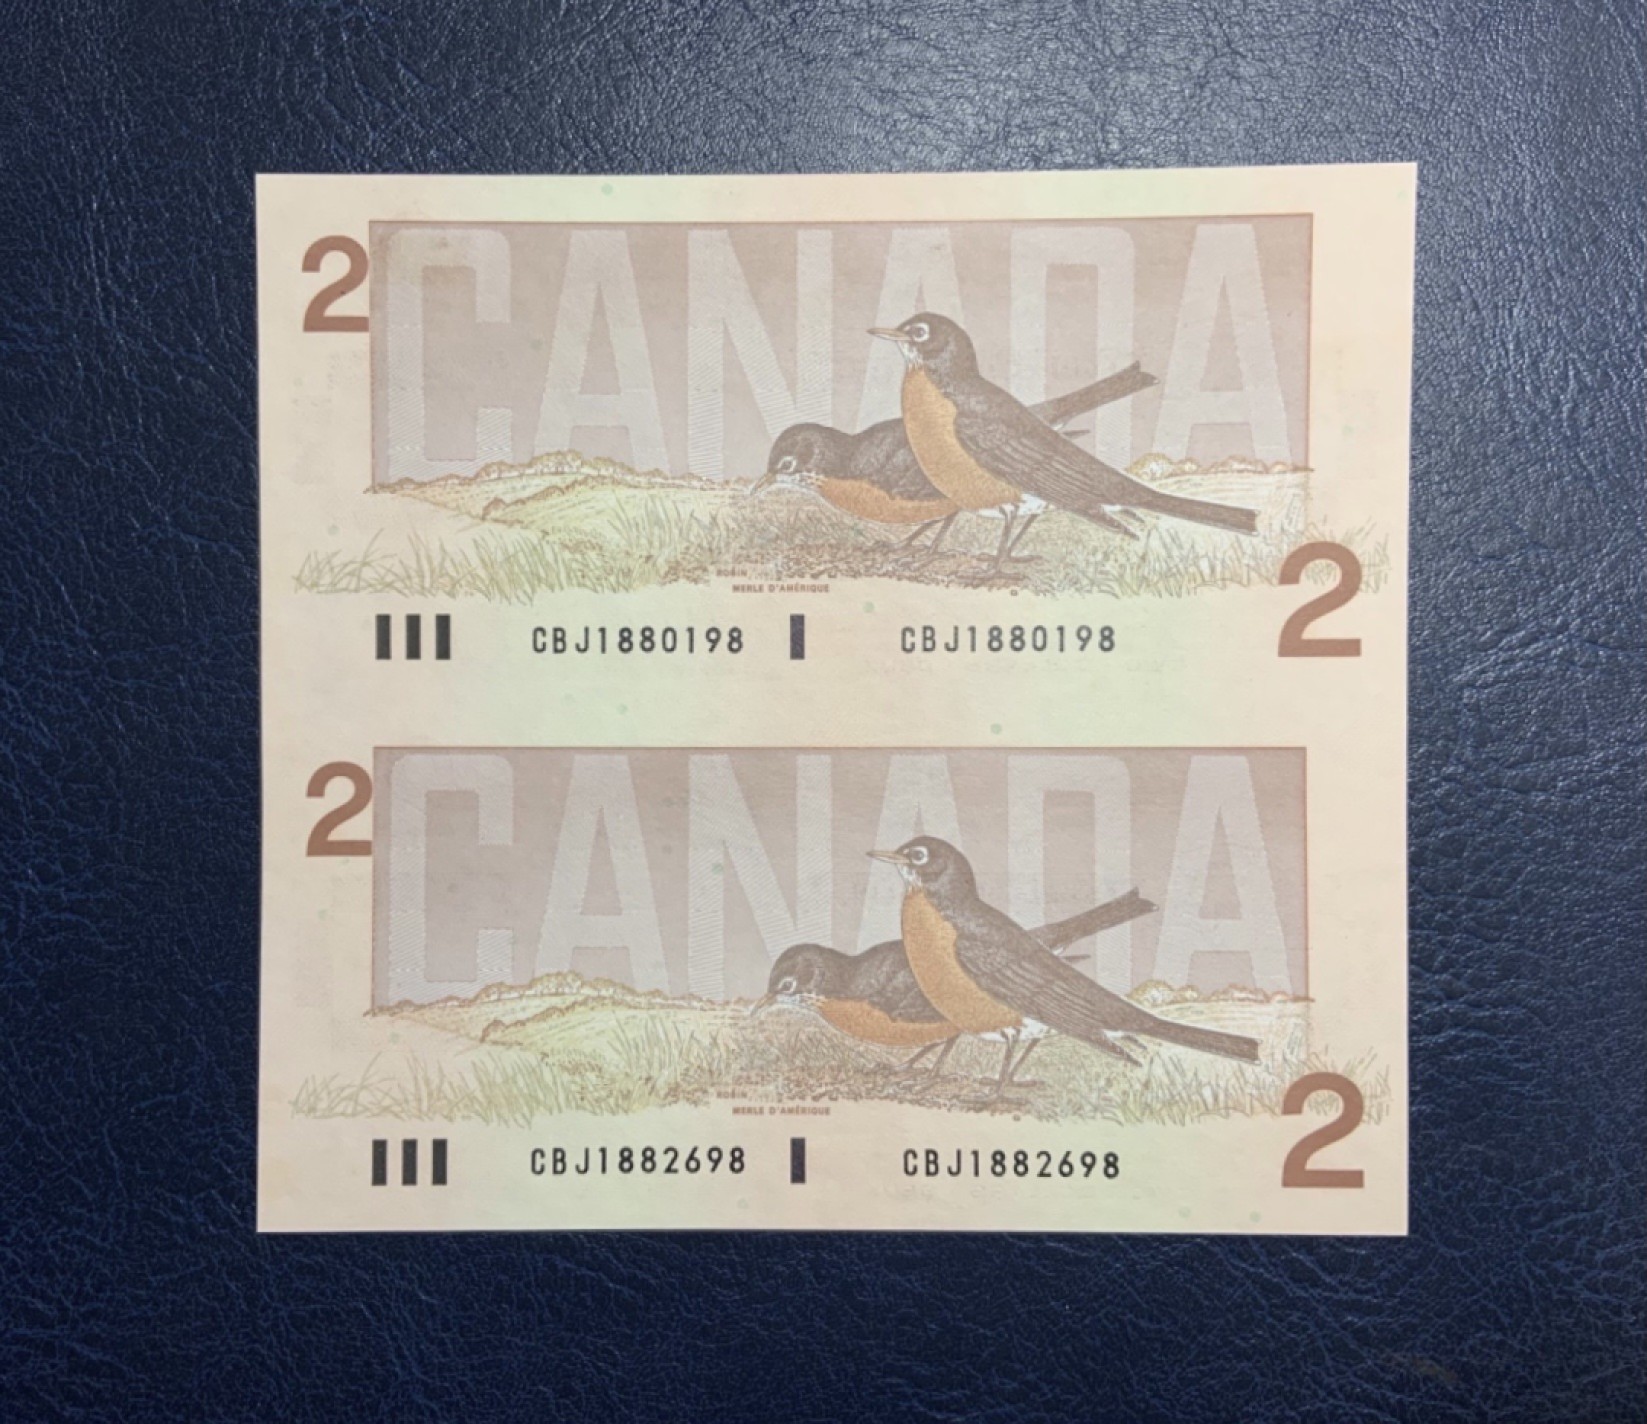 2 CANADA
ROBIN
MERLE D'AMÉRIQUE
CBJ1880198 CBJ1880198 2
2 CANADA
ROBIN
MERLE D'AMÉRIQUE
CBJ1882698 CBJ1882698 2